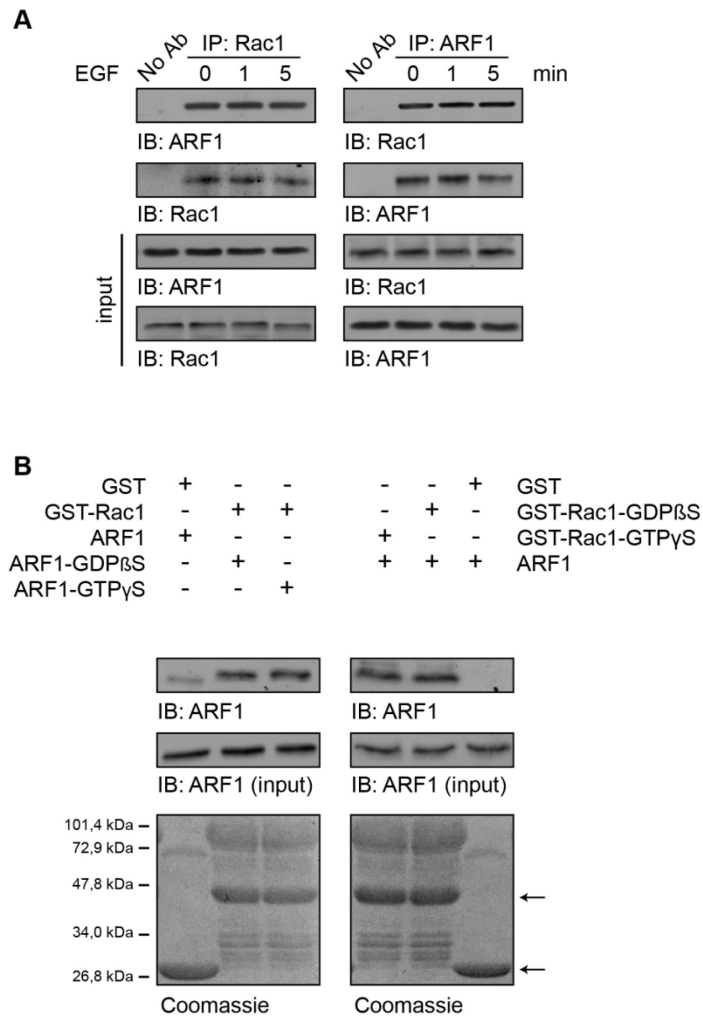 A
No Ab IP: Rac1 No Ab IP: ARF1
EGF 0 1 5 0 1 5 min
IB: ARF1 IB: Rac1
IB: Rac1 IB: ARF1
input
IB: ARF1 IB: Rac1
IB: Rac1 IB: ARF1
B
GST + - - - - + GST
GST-Rac1 - + + - + - GST-Rac1-GDPßS
ARF1 + - - + - - GST-Rac1-GTPγS
ARF1-GDPßS - + - + + + ARF1
ARF1-GTPγS - - +
IB: ARF1 IB: ARF1
IB: ARF1 (input) IB: ARF1 (input)
101,4 kDa
72,9 kDa
47,8 kDa
34,0 kDa
26,8 kDa
Coomassie Coomassie